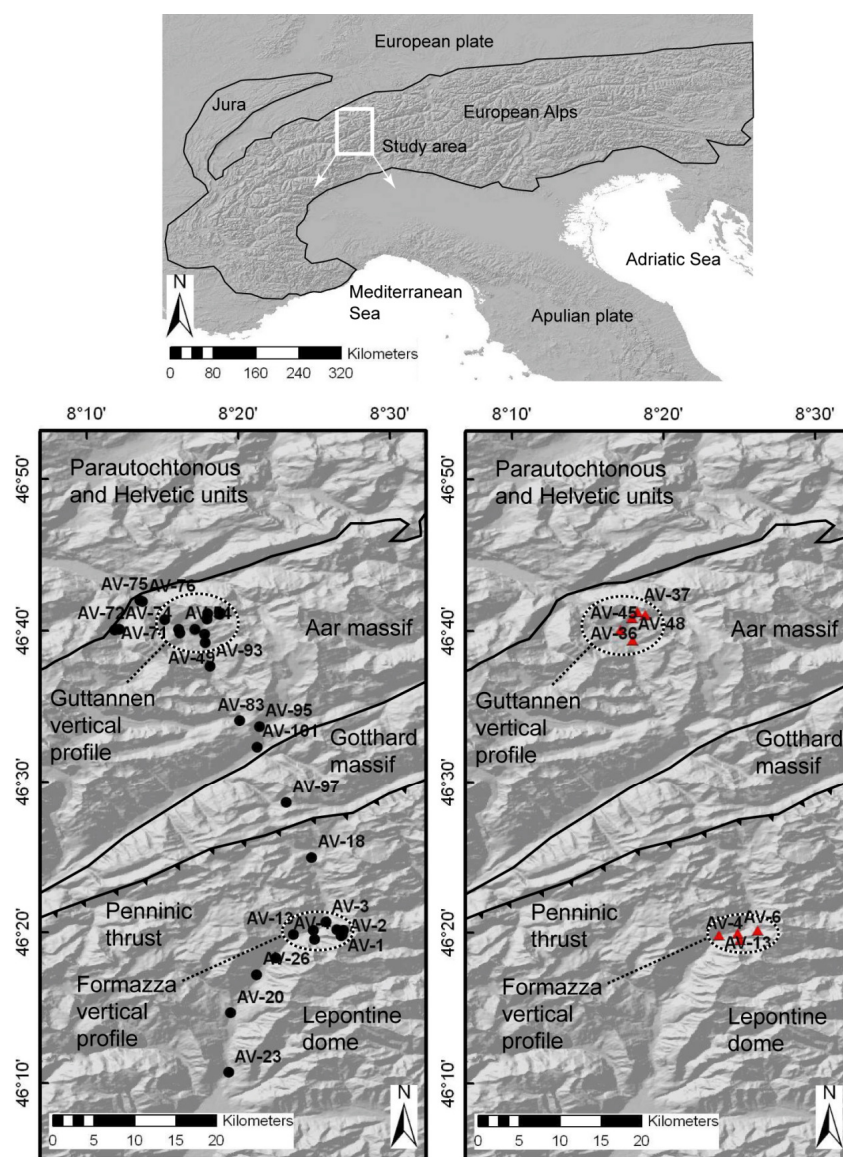 European plate
Jura
European Alps
Study area
Adriatic Sea
N
Mediterranean
Sea
Apulian plate
Kilometers
0 80 160 240 320
8°10' 8°20' 8°30'
46°50'
46°40'
46°30'
46°20'
46°10'
Parautochtonous
and Helvetic units
AV-75
AV-76
AV-72
AV-71
AV-93
AV-49
Aar massif
Guttannen
vertical
profile
AV-83
AV-95
AV-101
Gotthard
massif
AV-97
AV-18
Penninic
thrust
AV-3
AV-13
AV-2
AV-1
AV-26
Formazza
vertical
profile
AV-20
Lepontine
dome
AV-23
N
Kilometers
0 5 10 20
8°10' 8°20' 8°30'
46°50'
46°40'
46°30'
46°20'
46°10'
Parautochtonous
and Helvetic units
AV-37
AV-45
AV-48
AV-36
Aar massif
Guttannen
vertical
profile
Gotthard
massif
Penninic
thrust
AV-4
AV-6
AV-13
Formazza
vertical
profile
Lepontine
dome
N
Kilometers
0 5 10 20